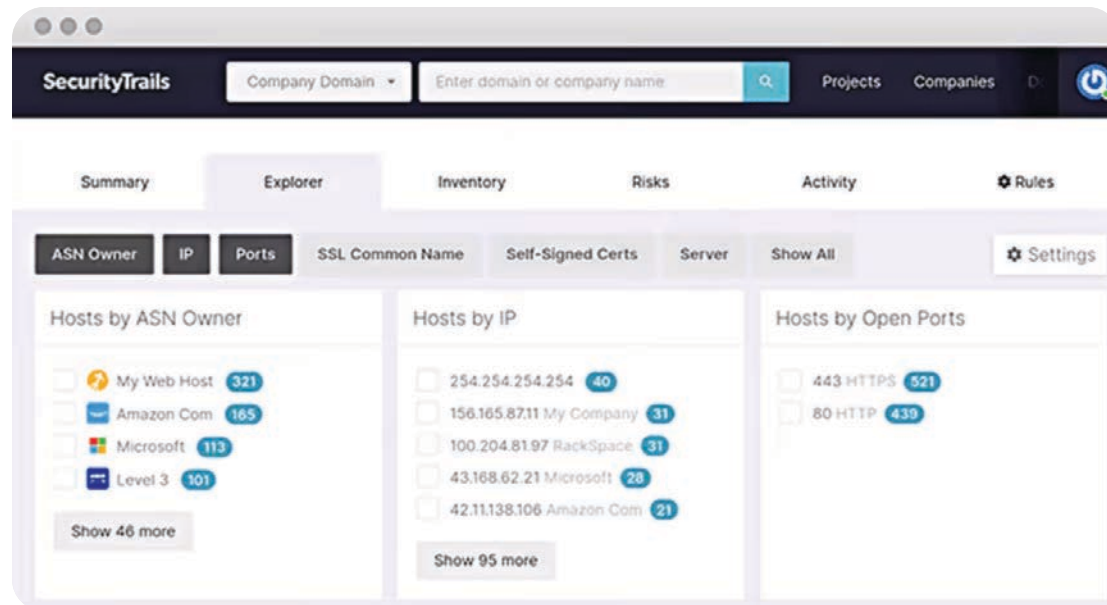 SecurityTrails
Company Domain
Enter domain or company name
Projects
Companies
Summary
Explorer
Inventory
Risks
Activity
Rules
ASN Owner
IP
Ports
SSL Common Name
Self-Signed Certs
Server
Show All
Settings
Hosts by ASN Owner
My Web Host 321
Amazon Com 165
Microsoft 113
Level 3 101
Show 46 more
Hosts by IP
254.254.254.254 40
156.165.87.11 My Company 31
100.204.81.97 RackSpace 31
43.168.62.21 Microsoft 28
42.11.138.106 Amazon Com 21
Show 95 more
Hosts by Open Ports
443 HTTPS 521
80 HTTP 439